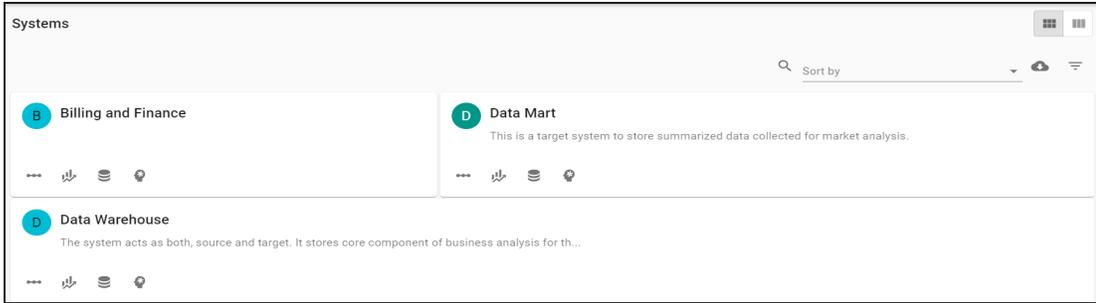 Systems
Sort by
B Billing and Finance
D Data Mart
This is a target system to store summarized data collected for market analysis.
D Data Warehouse
The system acts as both, source and target. It stores core component of business analysis for th...